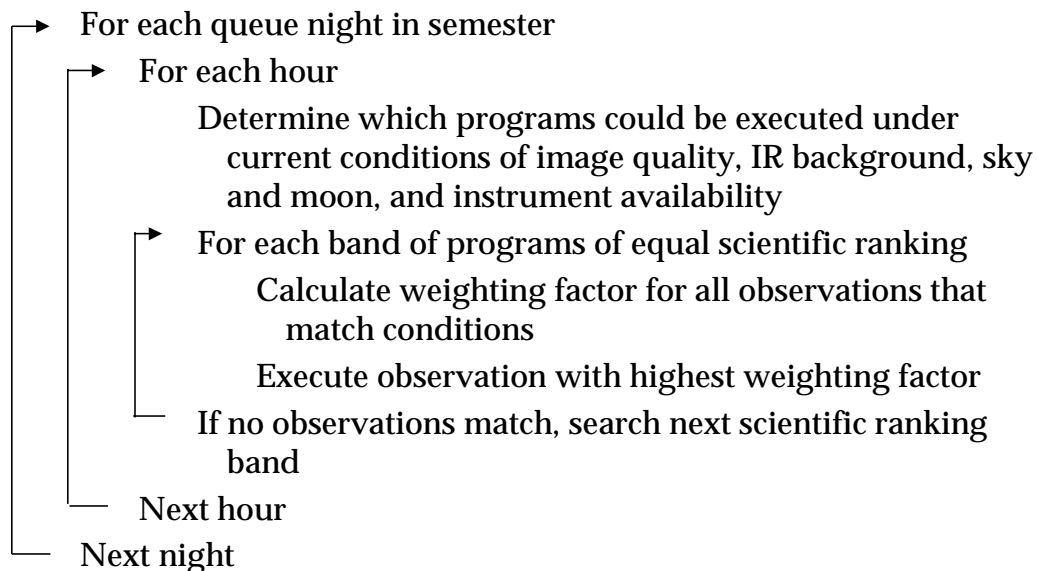 For each queue night in semester
For each hour
Determine which programs could be executed under
current conditions of image quality, IR background, sky
and moon, and instrument availability
For each band of programs of equal scientific ranking
Calculate weighting factor for all observations that
match conditions
Execute observation with highest weighting factor
If no observations match, search next scientific ranking
band
Next hour
Next night